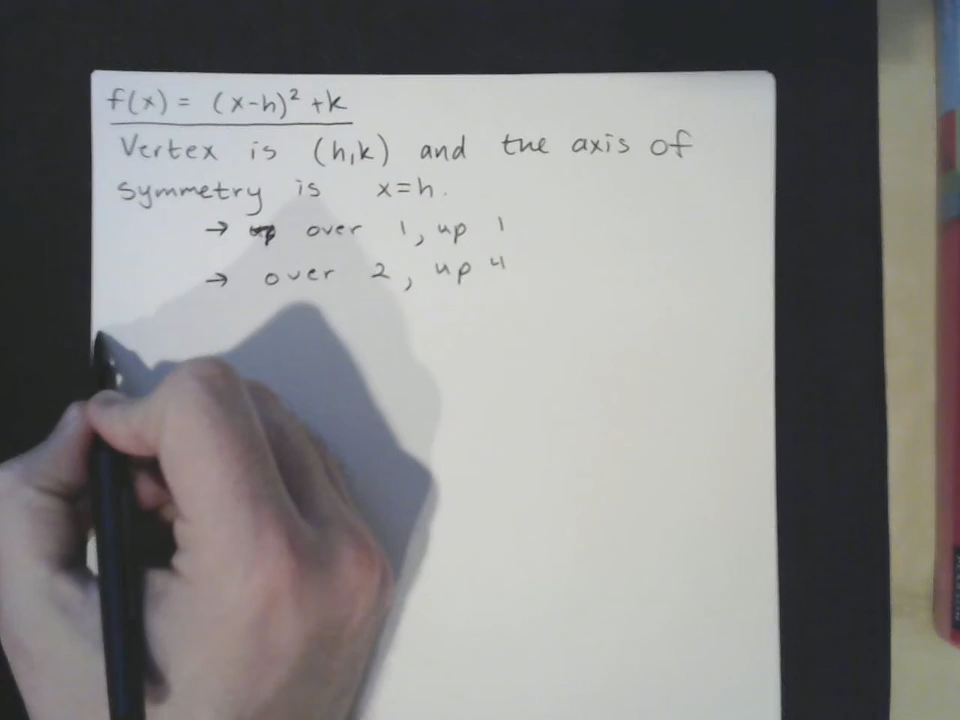 f(x) = (x-h)² + k
Vertex is (h,k) and the axis of
symmetry is x=h.
→ over 1, up 1
→ over 2, up 4